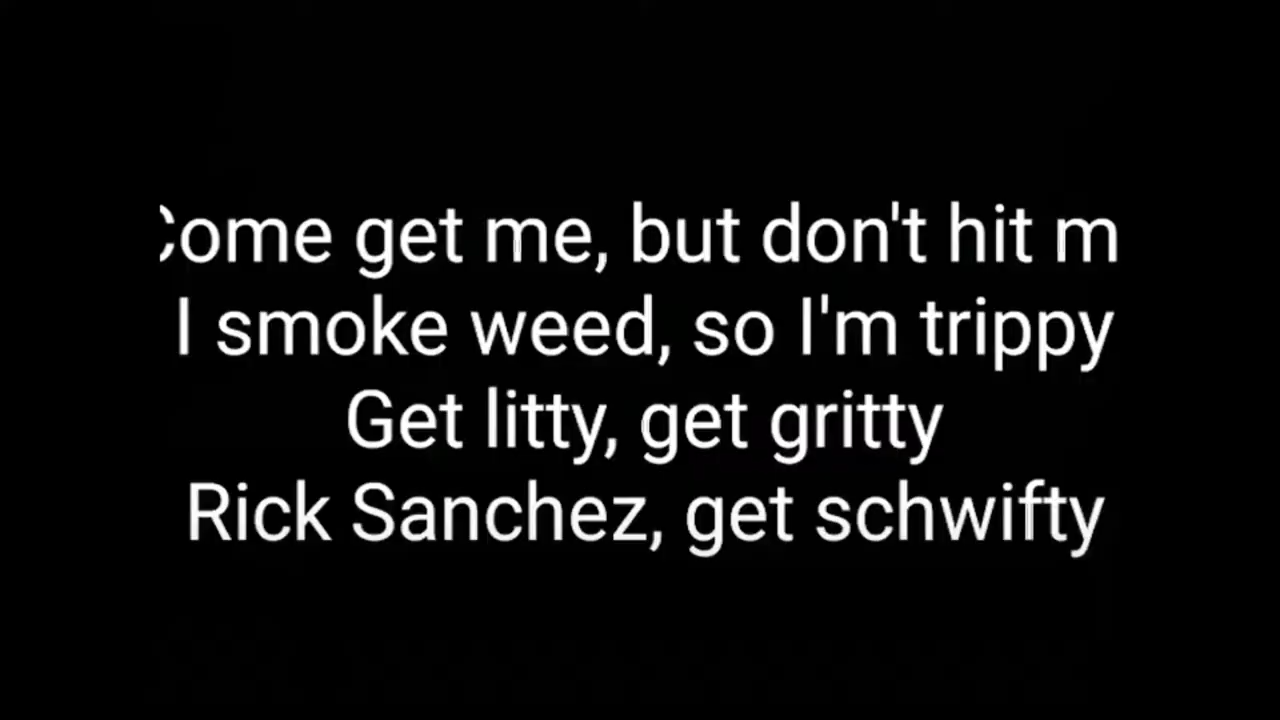 Come get me, but don't hit m
I smoke weed, so I'm trippy
Get litty, get gritty
Rick Sanchez, get schwifty